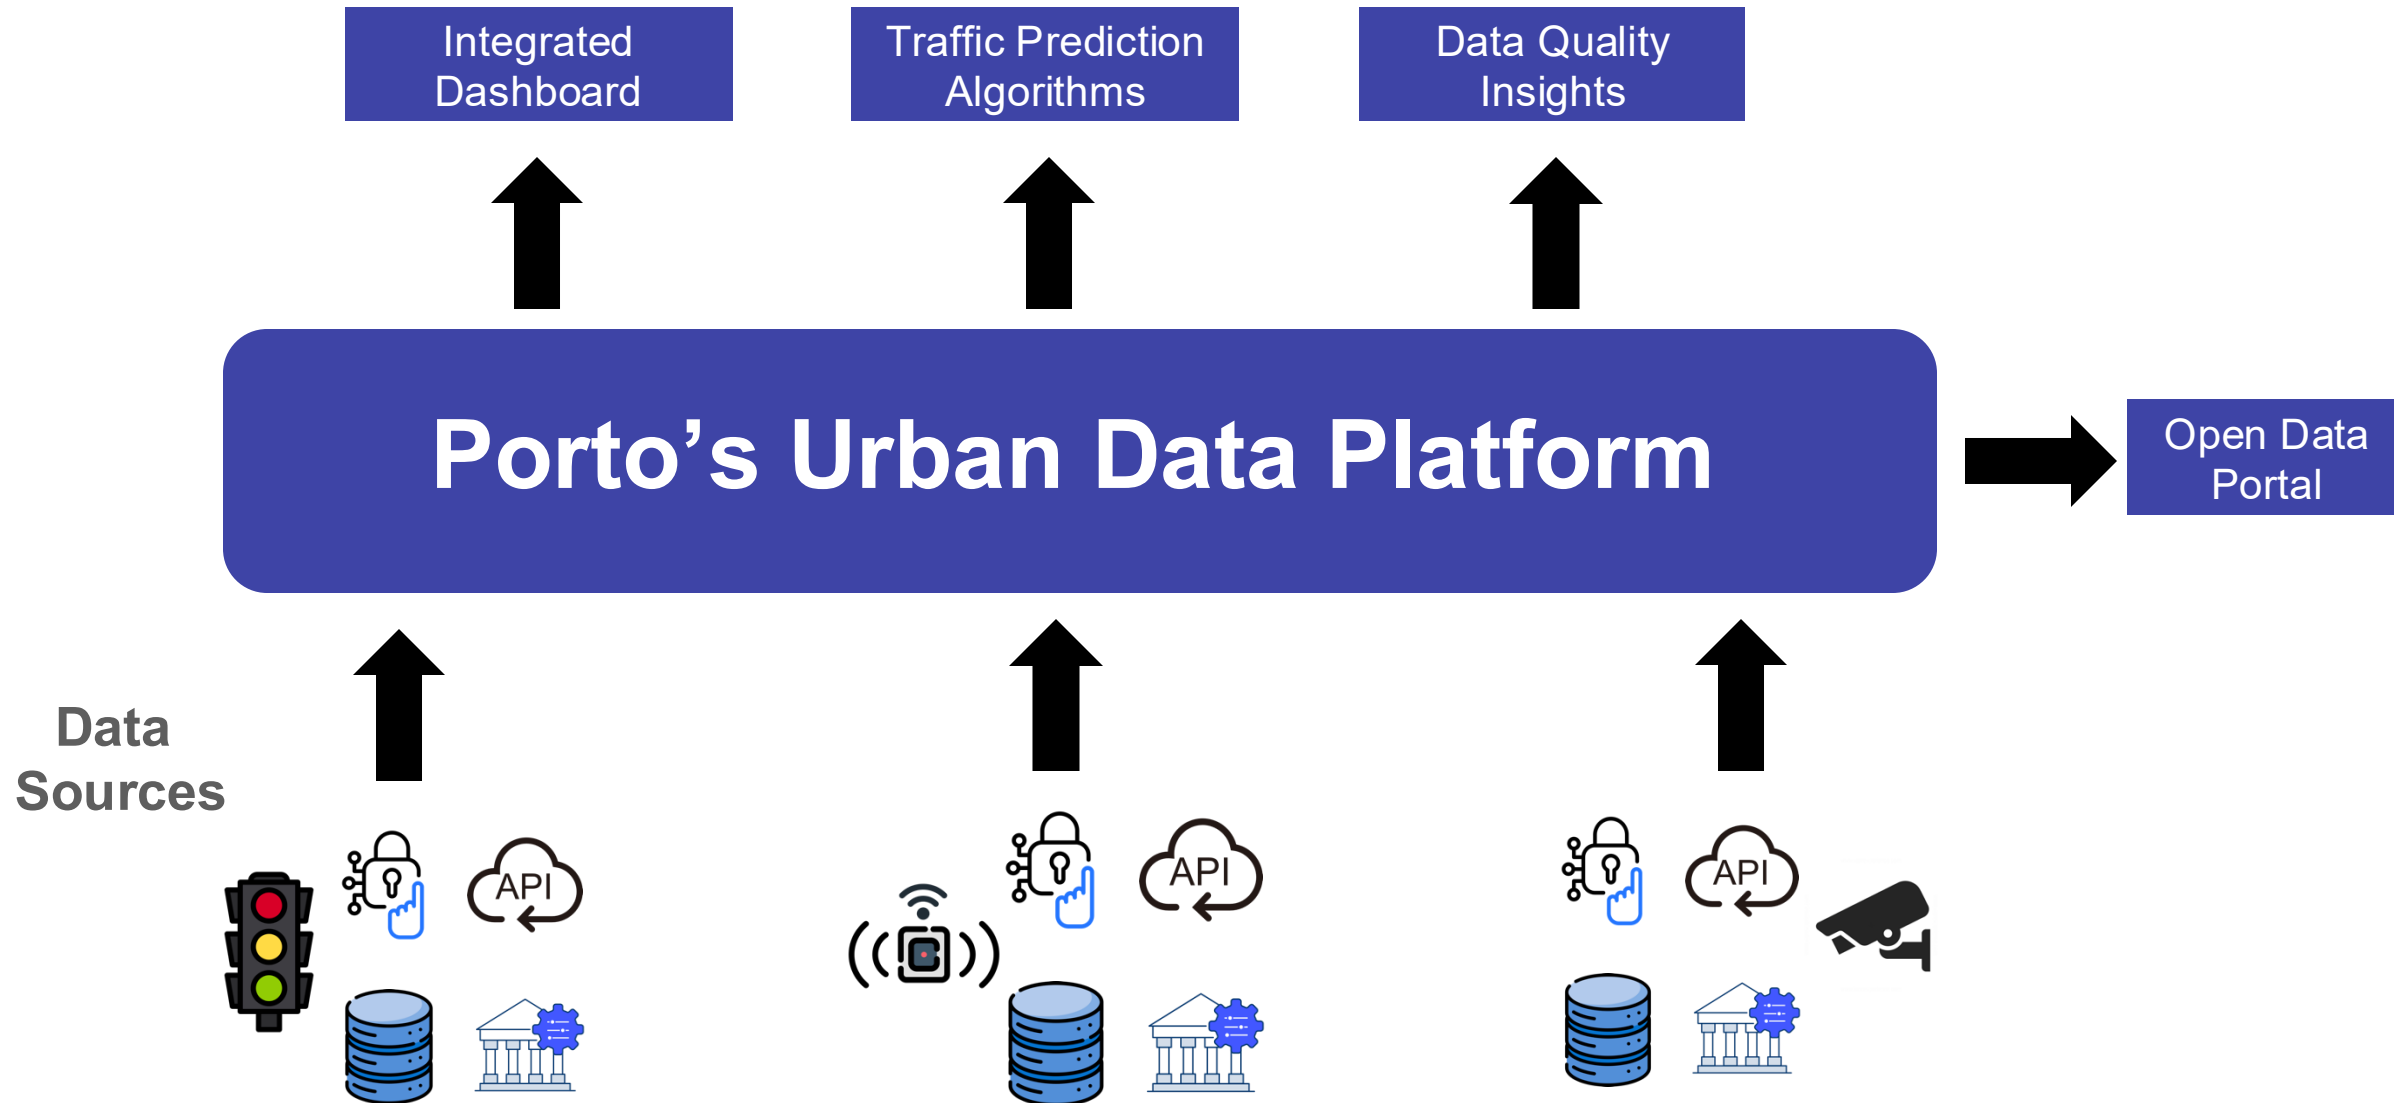 Integrated
Dashboard
Traffic Prediction
Algorithms
Data Quality
Insights
Porto’s Urban Data Platform
Open Data
Portal
Data
Sources
API
API
API